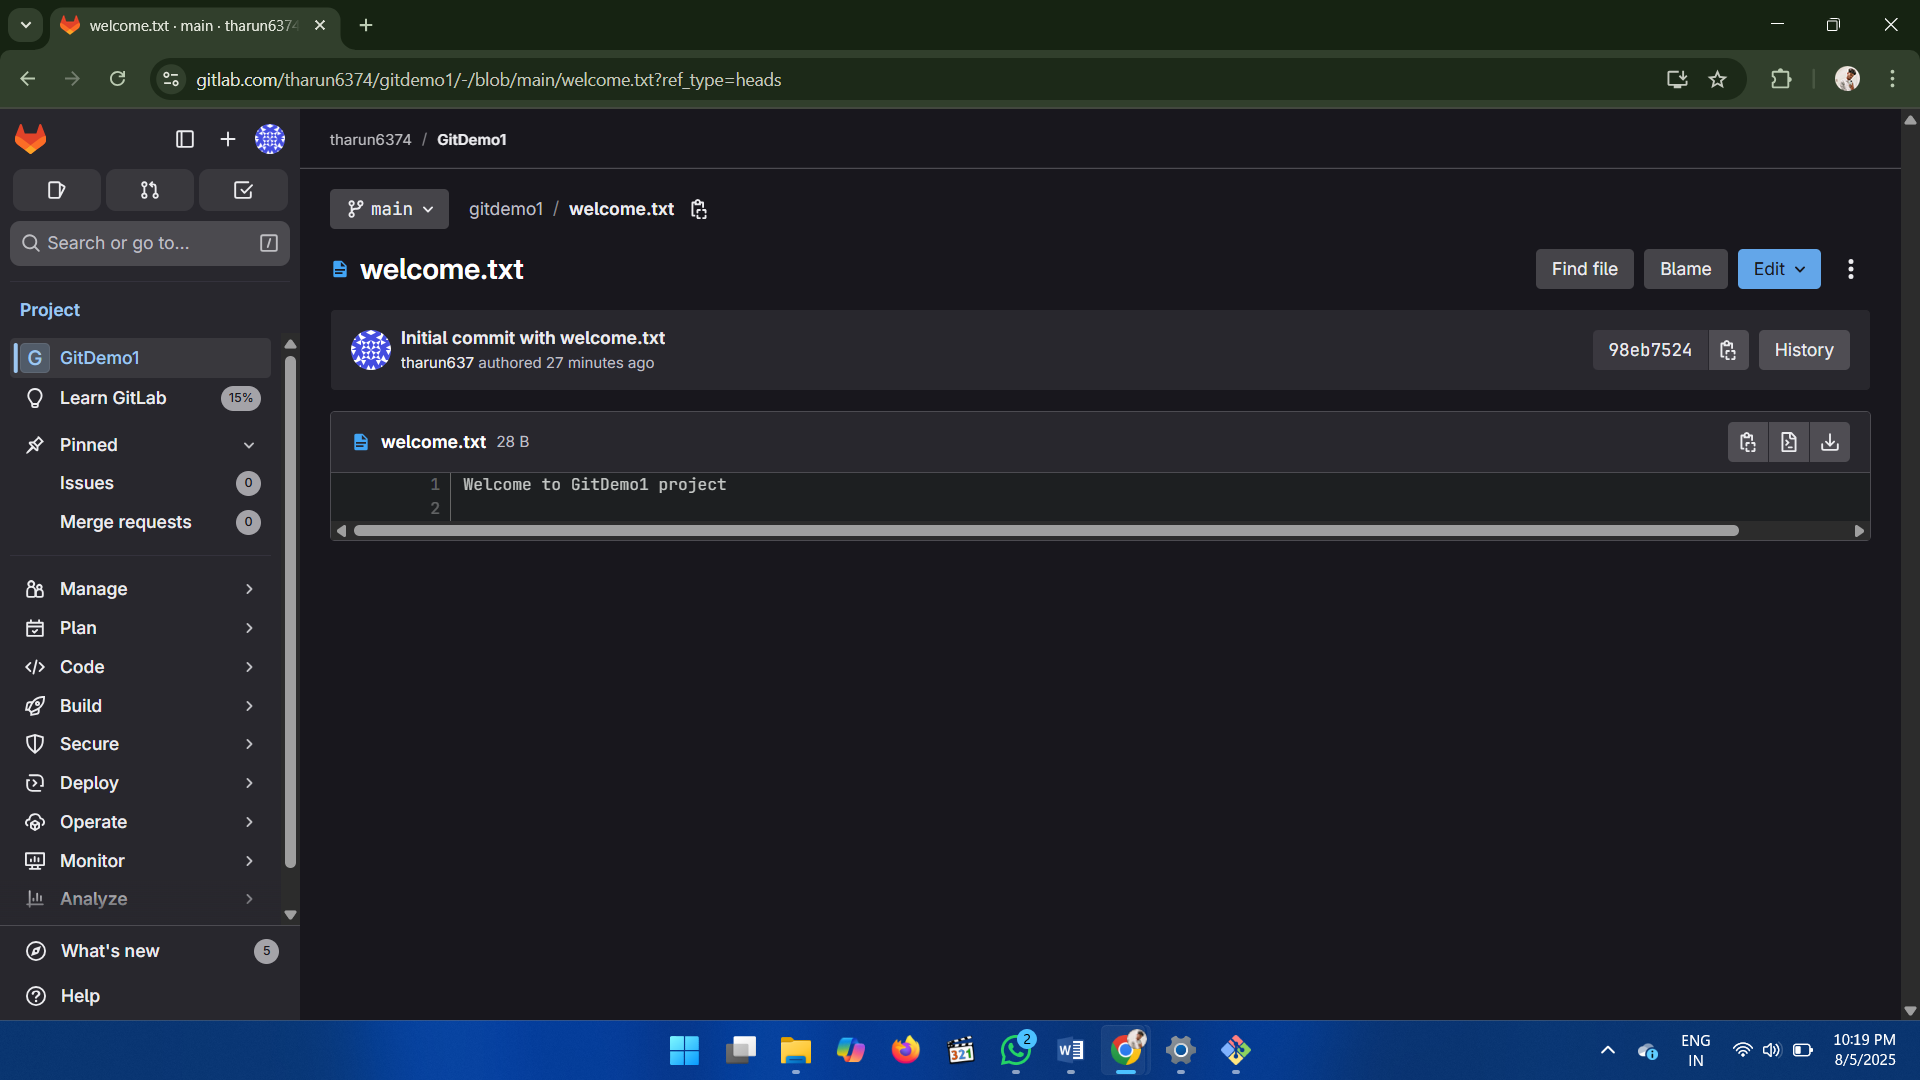 welcome.txt · main · tharun6374
gitlab.com/tharun6374/gitdemo1/-/blob/main/welcome.txt?ref_type=heads
tharun6374 / GitDemo1
Search or go to... /
main gitdemo1 / welcome.txt
welcome.txt
Find file Blame Edit
Project
G GitDemo1
Learn GitLab 15%
Pinned
Issues 0
Merge requests 0
Manage
Plan
Code
Build
Secure
Deploy
Operate
Monitor
Analyze
What's new 5
Help
Initial commit with welcome.txt
tharun637 authored 27 minutes ago
98eb7524 History
welcome.txt 28 B
1 Welcome to GitDemo1 project
2
321
2
W
ENG
IN
10:19 PM
8/5/2025